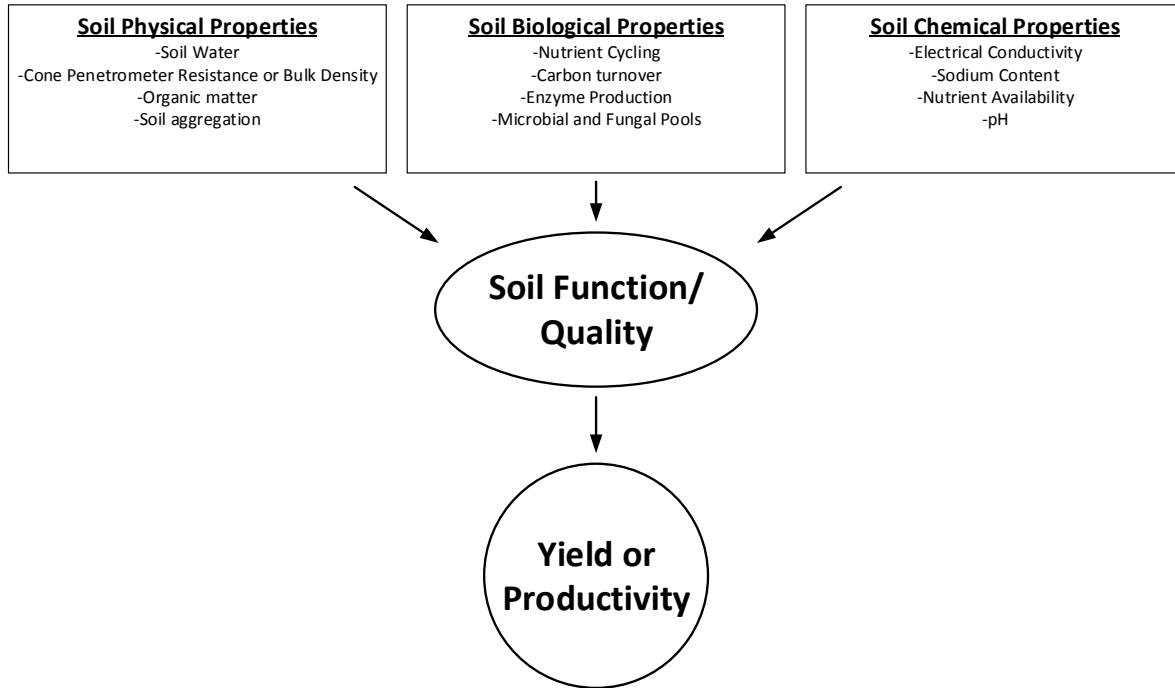 Soil Physical Properties
-Soil Water
-Cone Penetrometer Resistance or Bulk Density
-Organic matter
-Soil aggregation
Soil Biological Properties
-Nutrient Cycling
-Carbon turnover
-Enzyme Production
-Microbial and Fungal Pools
Soil Chemical Properties
-Electrical Conductivity
-Sodium Content
-Nutrient Availability
-pH
Soil Function/
Quality
Yield or
Productivity